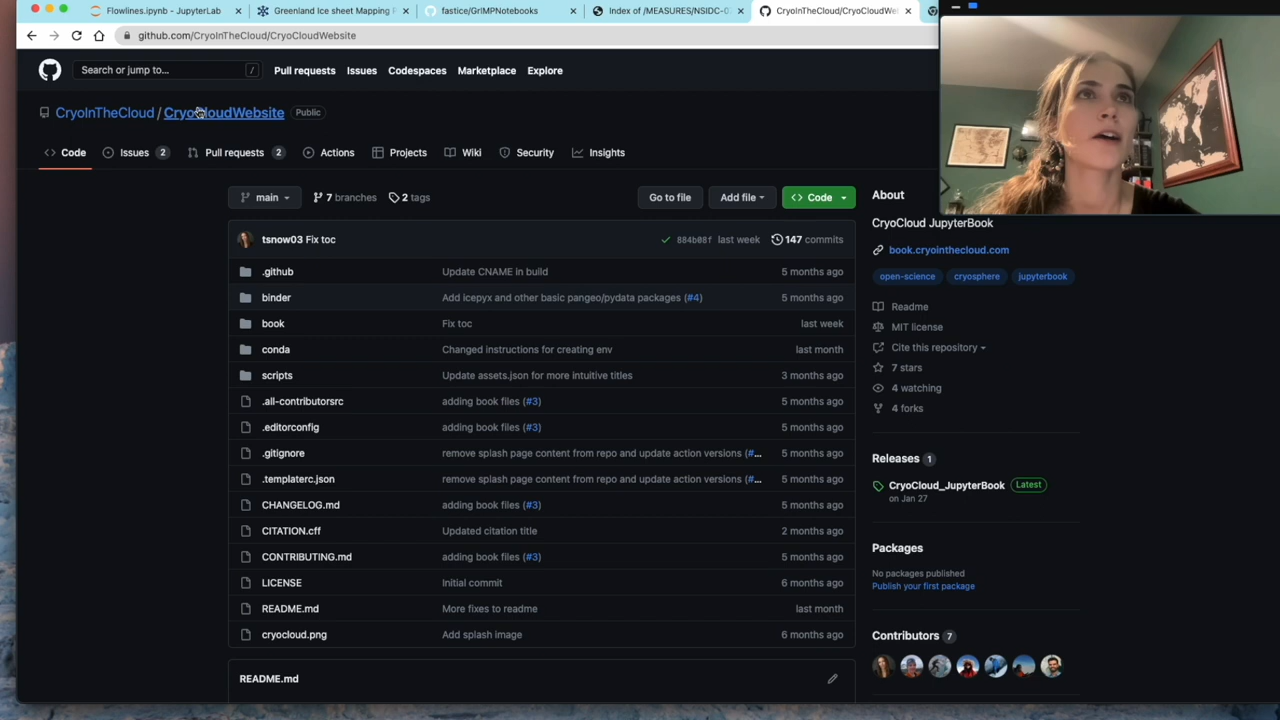 Flowlines.ipynb - JupyterLab
Greenland Ice sheet Mapping P
fastice/GrIMPNotebooks
Index of /MEASURES/NSIDC-0
CryoInTheCloud/CryoCloudWeb
github.com/CryoInTheCloud/CryoCloudWebsite
Search or jump to... /
Pull requests Issues Codespaces Marketplace Explore
CryoInTheCloud / CryoCloudWebsite Public
Code Issues 2 Pull requests 2 Actions Projects Wiki Security Insights
main 7 branches 2 tags Go to file Add file Code
tsnow03 Fix toc 884b08f last week 147 commits
.github Update CNAME in build 5 months ago
binder Add icepyx and other basic pangeo/pydata packages (#4) 5 months ago
book Fix toc last week
conda Changed instructions for creating env last month
scripts Update assets.json for more intuitive titles 3 months ago
.all-contributorsrc adding book files (#3) 5 months ago
.editorconfig adding book files (#3) 5 months ago
.gitignore remove splash page content from repo and update action versions (#... 5 months ago
.templaterc.json remove splash page content from repo and update action versions (#... 5 months ago
CHANGELOG.md adding book files (#3) 5 months ago
CITATION.cff Updated citation title 2 months ago
CONTRIBUTING.md adding book files (#3) 5 months ago
LICENSE Initial commit 6 months ago
README.md More fixes to readme last month
cryocloud.png Add splash image 6 months ago
README.md
About
CryoCloud JupyterBook
book.cryointhecloud.com
open-science cryosphere jupyterbook
Readme
MIT license
Cite this repository
7 stars
4 watching
4 forks
Releases 1
CryoCloud_JupyterBook Latest
on Jan 27
Packages
No packages published
Publish your first package
Contributors 7